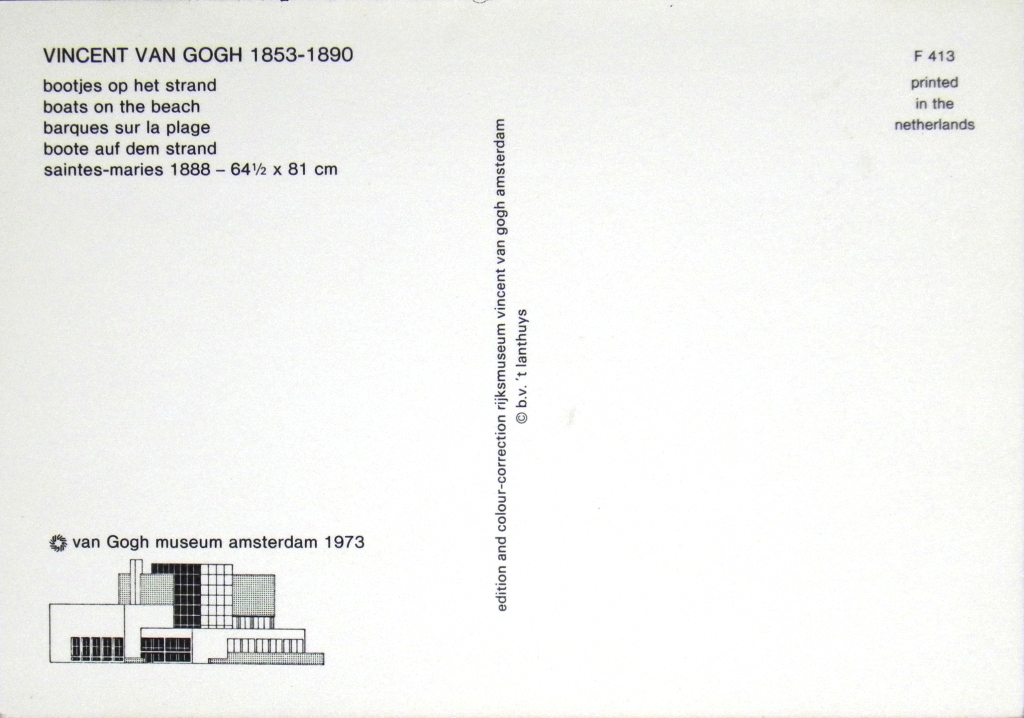 VINCENT VAN GOGH 1853-1890
bootjes op het strand
boats on the beach
barques sur la plage
boote auf dem strand
saintes-maries 1888 – 64½ x 81 cm
F 413
printed
in the
netherlands
edition and colour-correction rijksmuseum vincent van gogh amsterdam
© b.v. 't lanthuys
van Gogh museum amsterdam 1973